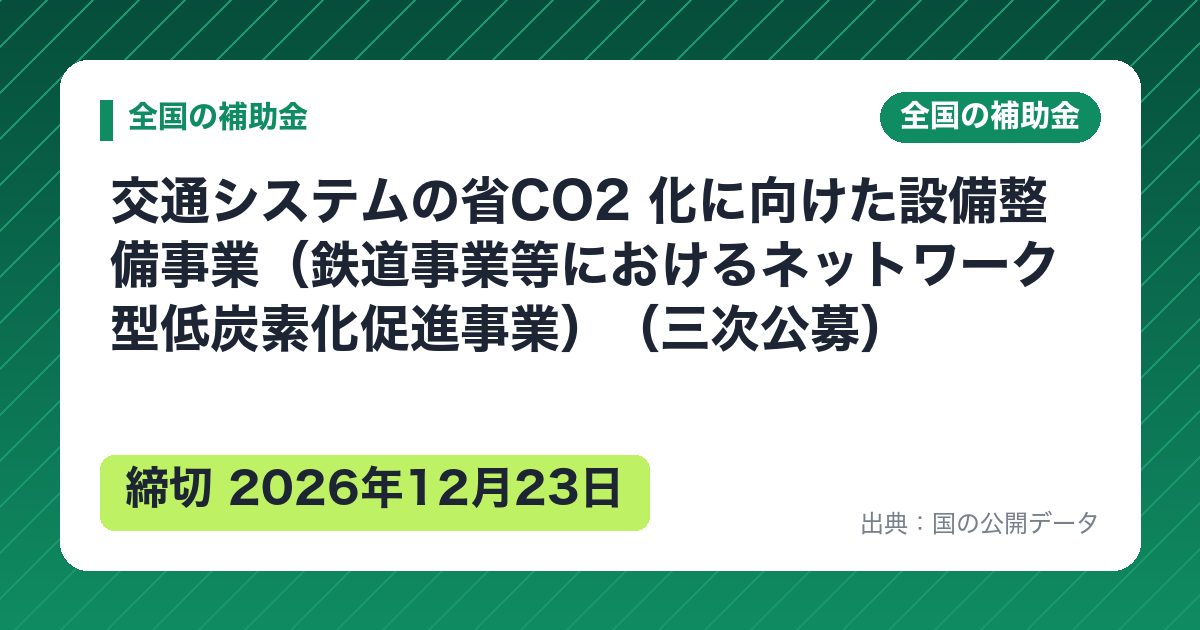 全国の補助金
全国の補助金
交通システムの省CO2 化に向けた設備整
備事業（鉄道事業等におけるネットワーク
型低炭素化促進事業）（三次公募）
締切 2026年12月23日
出典：国の公開データ